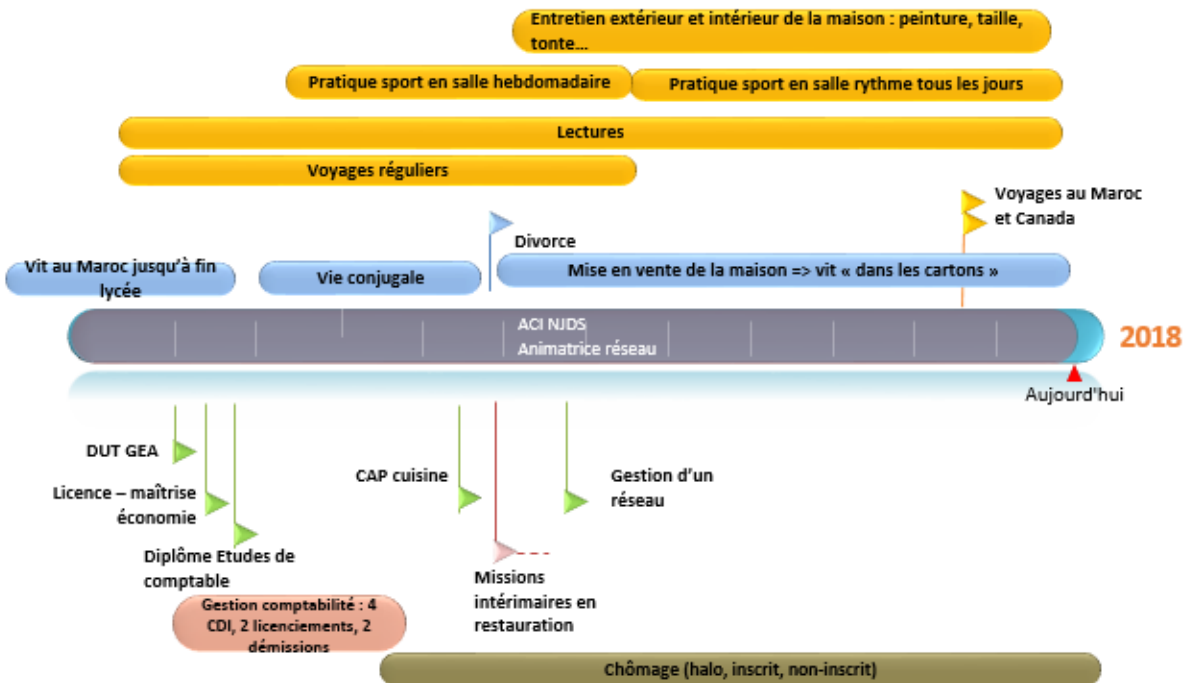 Entretien extérieur et intérieur de la maison : peinture, taille,
tonte…
Pratique sport en salle hebdomadaire
Pratique sport en salle rythme tous les jours
Lectures
Voyages réguliers
Voyages au Maroc
et Canada
Divorce
Vit au Maroc jusqu’à fin
lycée
Vie conjugale
Mise en vente de la maison => vit « dans les cartons »
ACI NJDS
Animatrice réseau
2018
Aujourd'hui
DUT GEA
Licence – maîtrise
économie
Diplôme Etudes de
comptable
CAP cuisine
Gestion d’un
réseau
Missions
intérimaires en
restauration
Gestion comptabilité : 4
CDI, 2 licenciements, 2
démissions
Chômage (halo, inscrit, non-inscrit)